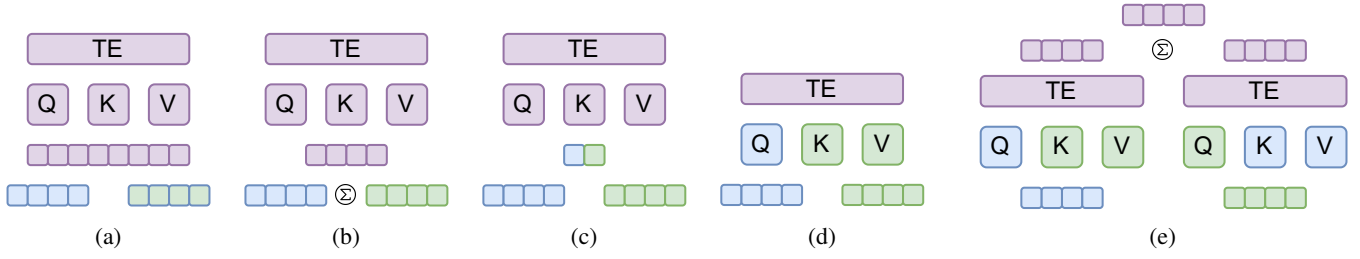 TE
Q K V
(a)
TE
Q K V
Σ
(b)
TE
Q K V
(c)
TE
Q K V
(d)
Σ
TE
TE
Q K V
Q K V
(e)